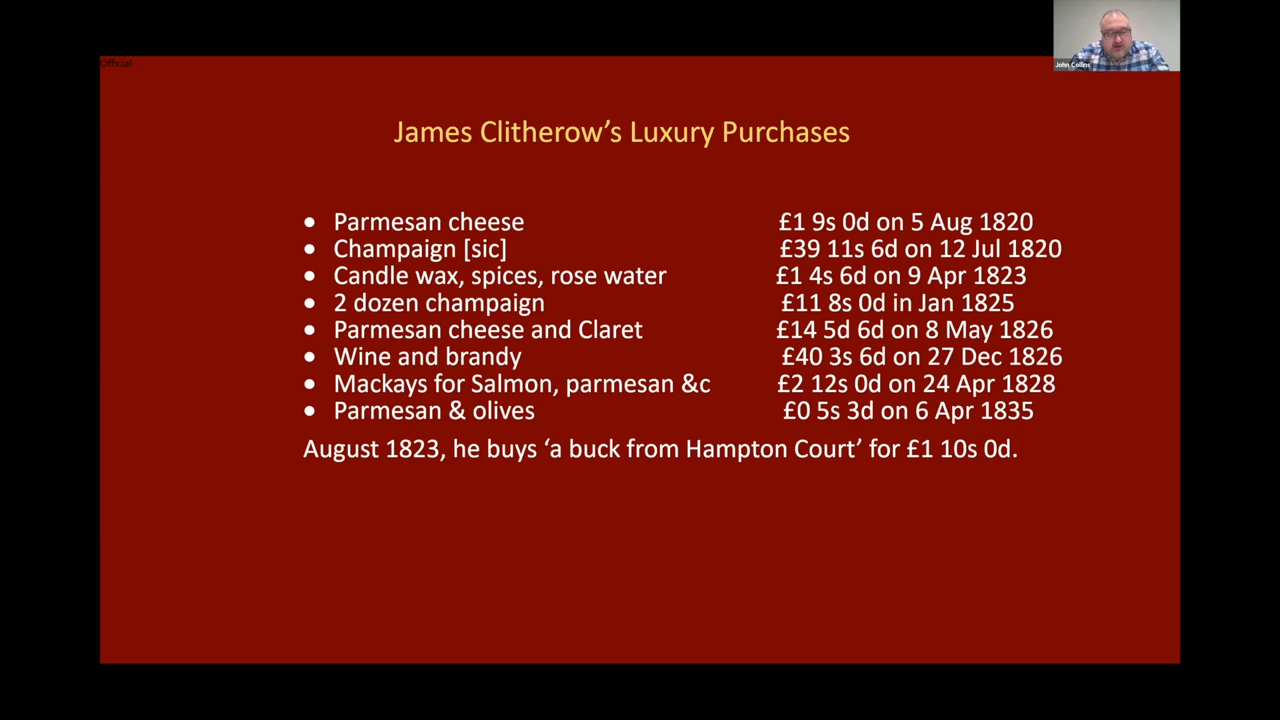 Official
John Collins
James Clitherow’s Luxury Purchases
• Parmesan cheese £1 9s 0d on 5 Aug 1820
• Champaign [sic] £39 11s 6d on 12 Jul 1820
• Candle wax, spices, rose water £1 4s 6d on 9 Apr 1823
• 2 dozen champaign £11 8s 0d in Jan 1825
• Parmesan cheese and Claret £14 5d 6d on 8 May 1826
• Wine and brandy £40 3s 6d on 27 Dec 1826
• Mackays for Salmon, parmesan &c £2 12s 0d on 24 Apr 1828
• Parmesan & olives £0 5s 3d on 6 Apr 1835
August 1823, he buys ‘a buck from Hampton Court’ for £1 10s 0d.